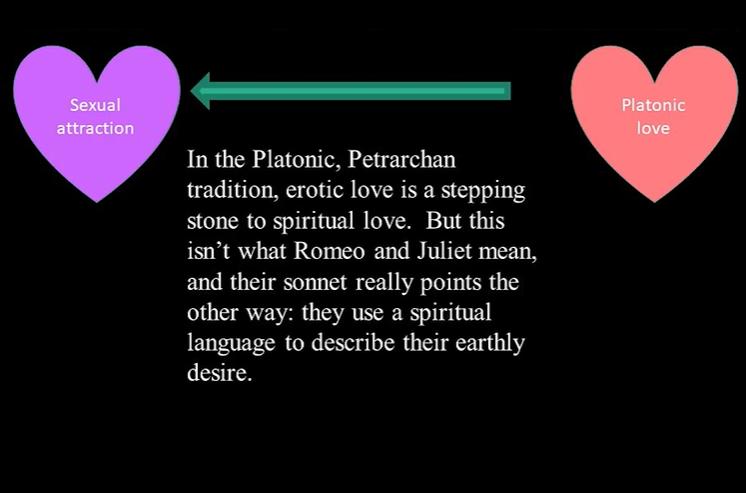 Sexual
attraction
Platonic
love
In the Platonic, Petrarchan
tradition, erotic love is a stepping
stone to spiritual love.  But this
isn't what Romeo and Juliet mean,
and their sonnet really points the
other way: they use a spiritual
language to describe their earthly
desire.